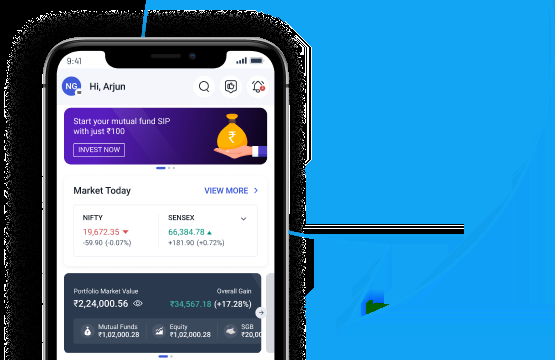 9:41
NG Hi, Arjun
Start your mutual fund SIP
with just ₹100
INVEST NOW
Market Today VIEW MORE
NIFTY SENSEX
19,672.35 66,384.78
-59.90 (-0.07%) +181.90 (+0.72%)
Portfolio Market Value Overall Gain
₹2,24,000.56 ₹34,567.18 (+17.28%)
Mutual Funds Equity SGB
₹1,02,000.28 ₹1,02,000.28 ₹20,00